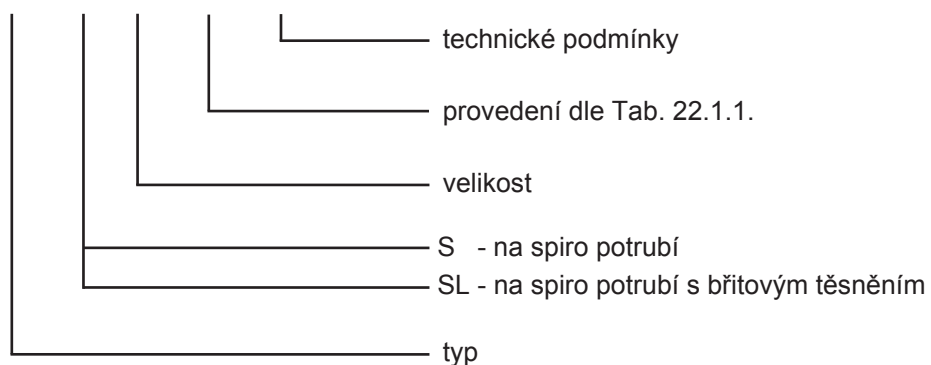 technické podmínky
provedení dle Tab. 22.1.1.
velikost
S - na spiro potrubí
SL - na spiro potrubí s břitovým těsněním
typ